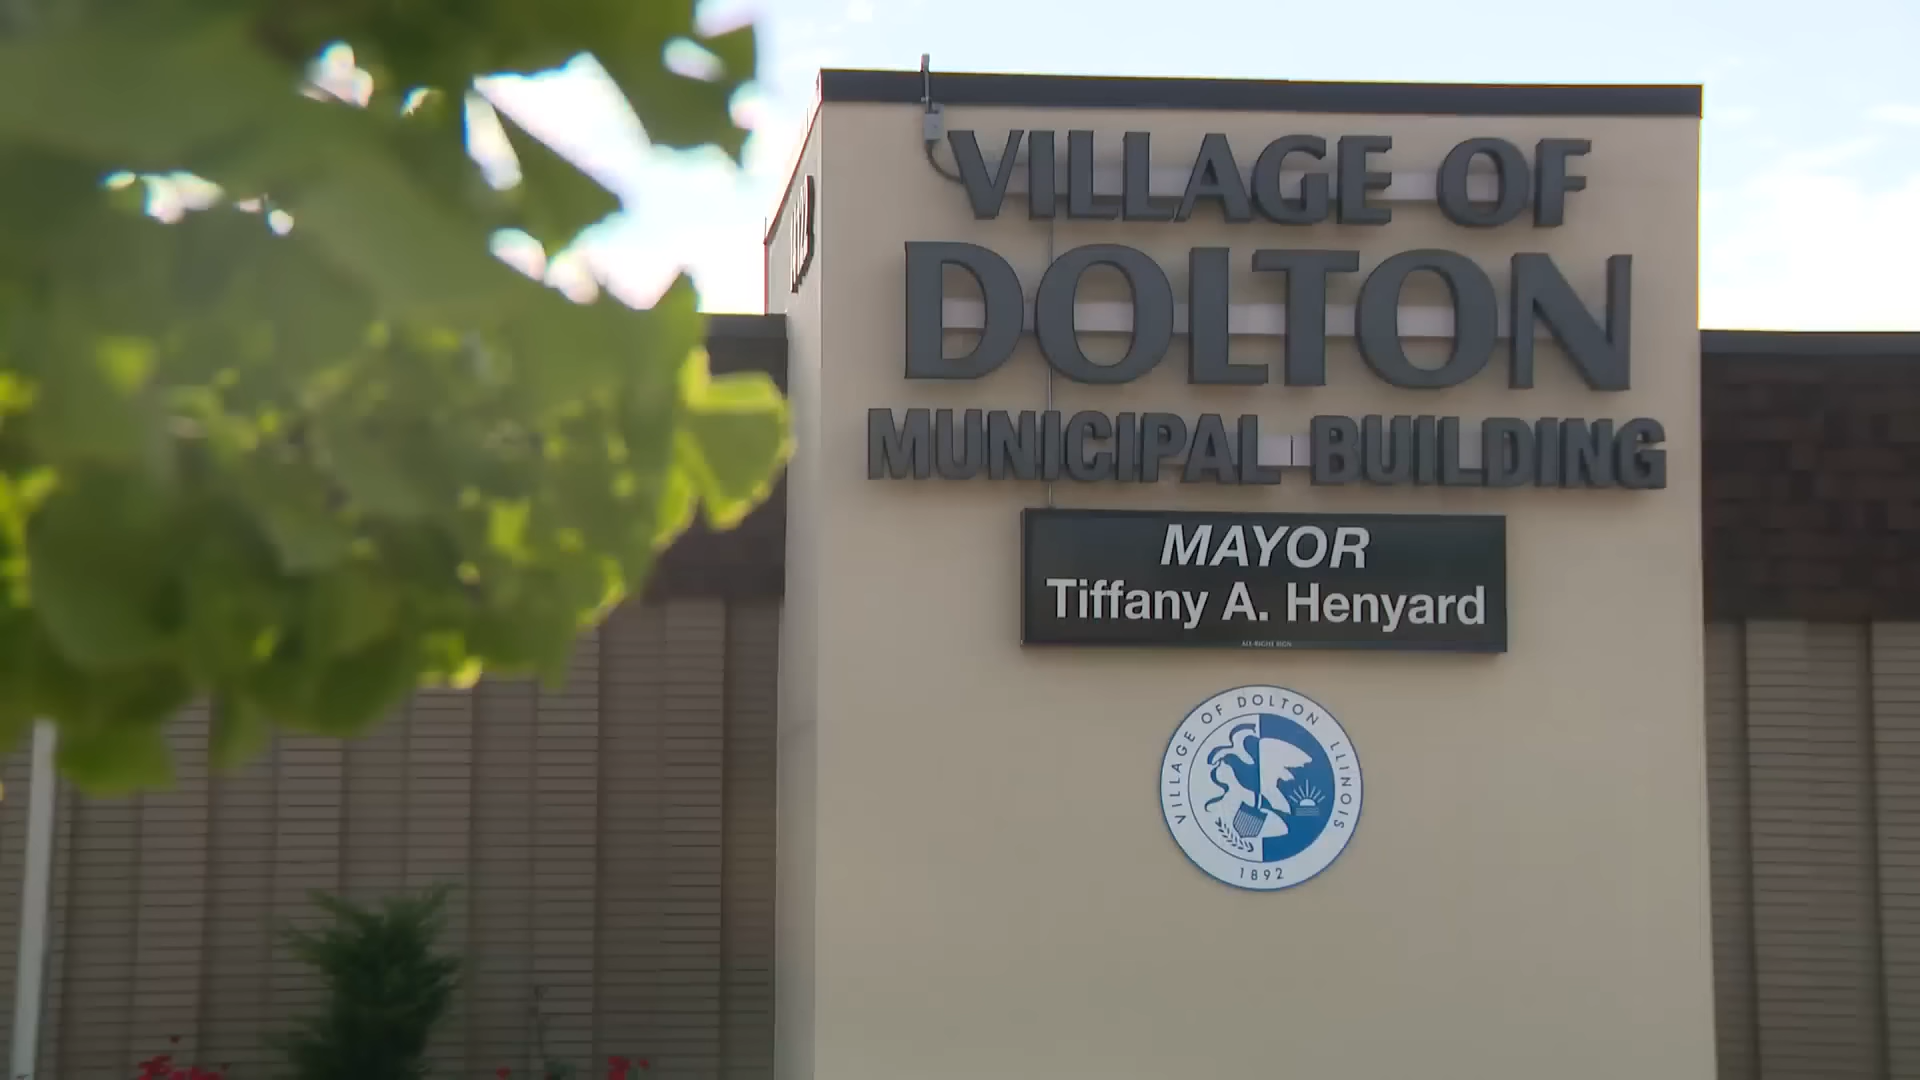 VILLAGE OF
DOLTON
MUNICIPAL BUILDING
MAYOR
Tiffany A. Henyard
VILLAGE OF DOLTON ILLINOIS
1892